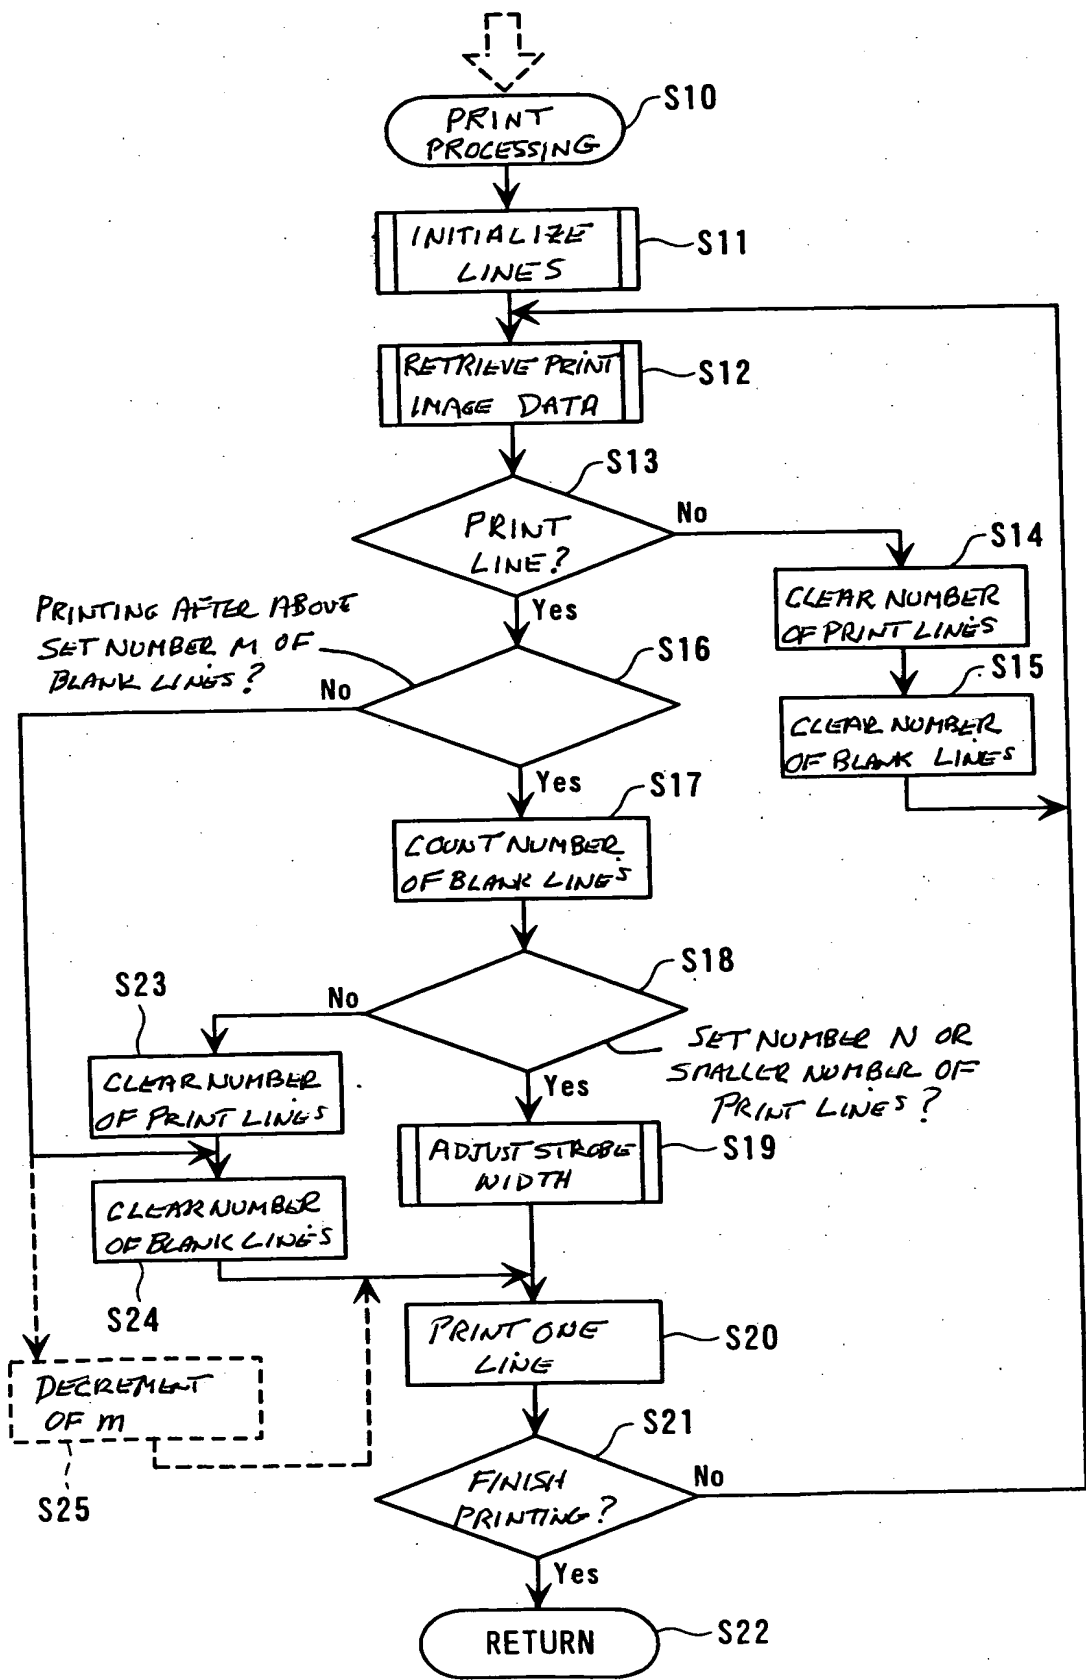 S10
PRINT
PROCESSING
INITIALIZE
LINES
S11
RETRIEVE PRINT
IMAGE DATA
S12
S13
PRINT
LINE?
No
Yes
S14
CLEAR NUMBER
OF PRINT LINES
S15
CLEAR NUMBER
OF BLANK LINES
PRINTING AFTER ABOVE
SET NUMBER M OF
BLANK LINES?
S16
No
Yes
S17
COUNT NUMBER
OF BLANK LINES
S18
No
Yes
SET NUMBER N OR
SMALLER NUMBER OF
PRINT LINES?
S23
CLEAR NUMBER
OF PRINT LINES
ADJUST STROBE
WIDTH
S19
CLEAR NUMBER
OF BLANK LINES
S24
PRINT ONE
LINE
S20
DECREMENT
OF m
S25
S21
FINISH
PRINTING?
No
Yes
RETURN
S22